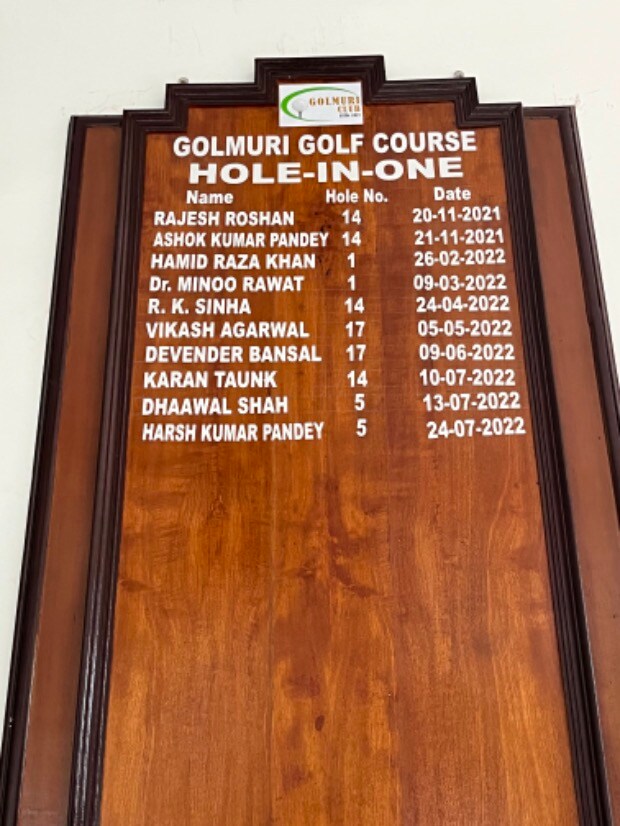 GOLMURI
CLUB
GOLMURI GOLF COURSE
HOLE-IN-ONE
Name Hole No. Date
RAJESH ROSHAN 14 20-11-2021
ASHOK KUMAR PANDEY 14 21-11-2021
HAMID RAZA KHAN 1 26-02-2022
Dr. MINOO RAWAT 1 09-03-2022
R. K. SINHA 14 24-04-2022
VIKASH AGARWAL 17 05-05-2022
DEVENDER BANSAL 17 09-06-2022
KARAN TAUNK 14 10-07-2022
DHAAWAL SHAH 5 13-07-2022
HARSH KUMAR PANDEY 5 24-07-2022